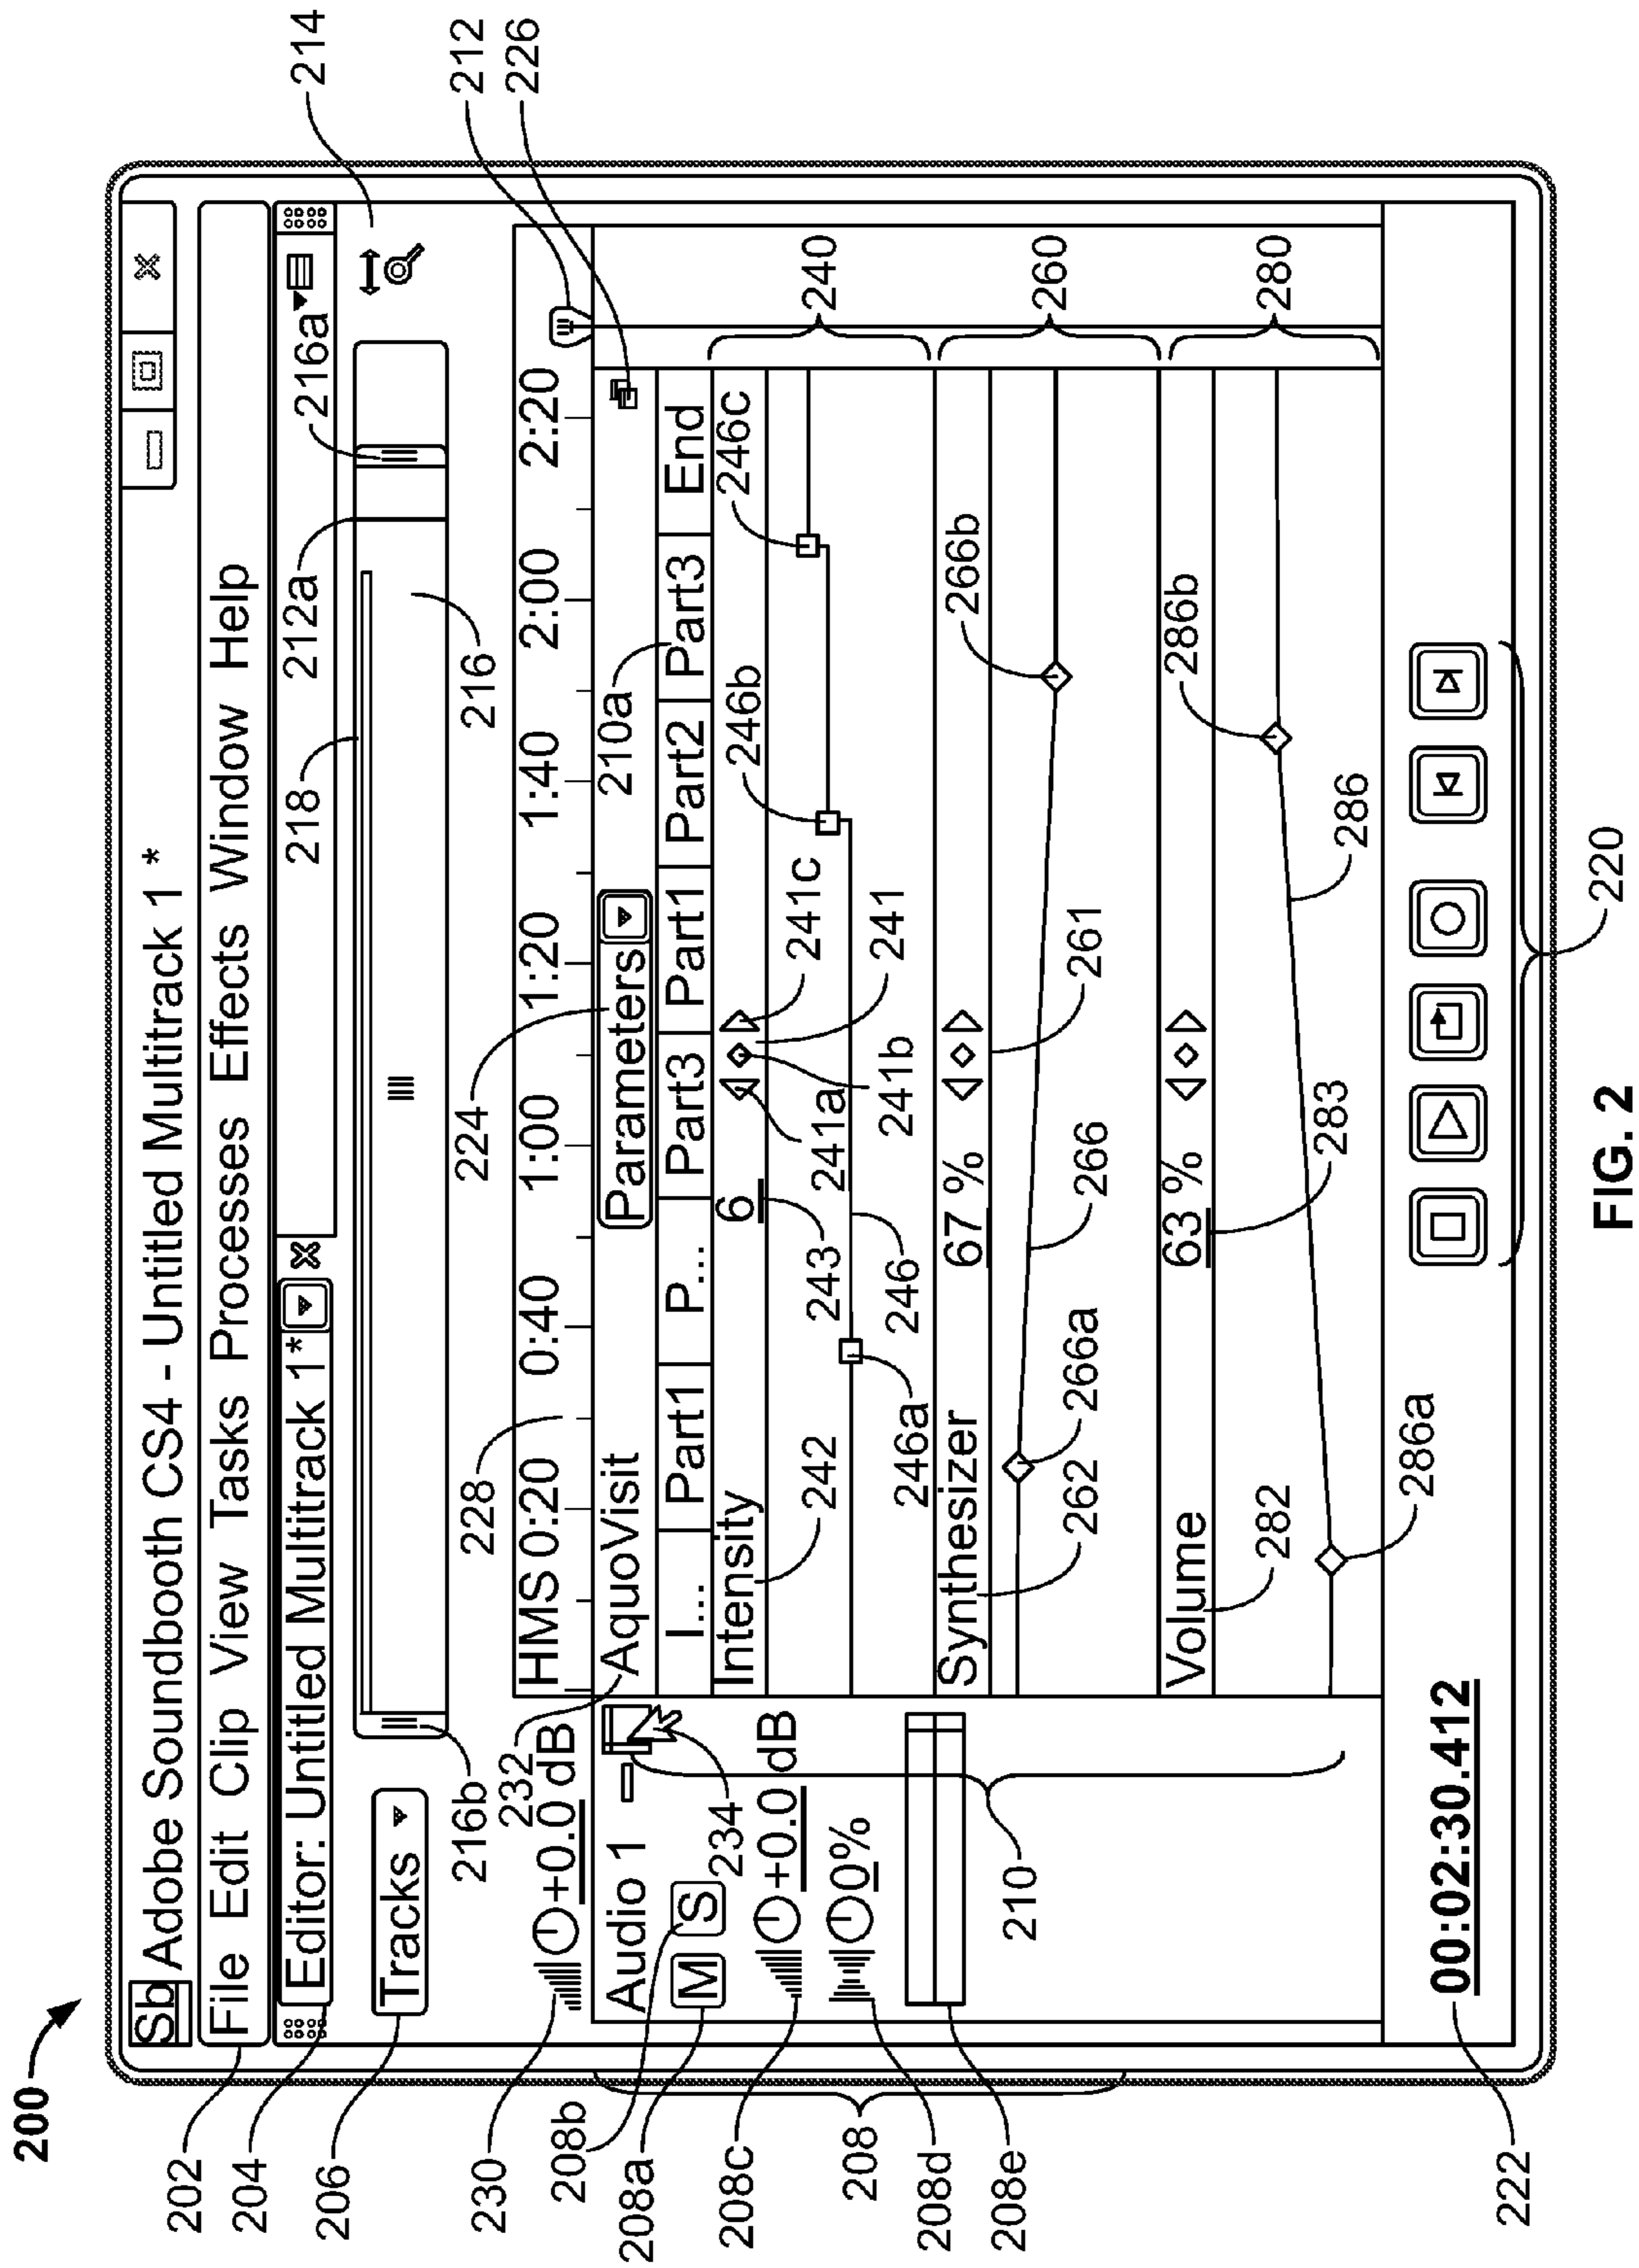 200
Sb Adobe Soundbooth CS4 - Untitled Multitrack 1 *
202
File Edit Clip View Tasks Processes Effects Window Help
204
Editor: Untitled Multitrack 1* 218 212a 216a 214
206
Tracks
216b 228 224 216 212
230 +0.0 dB 232 HMS 0:20 0:40 1:00 1:20 1:40 2:00 2:20 226
208b Audio 1 AquoVisit Parameters 210a
208a M S 234 I... Part1 P... Part3 Part1 Part2 Part3 End
208c +0.0 dB Intensity 6 241c 246b 246c
242 243 241a 241 240
208 0% 246a 246 241b
208d
208e Synthesizer 67 % 266b
210 262 266a 266 261 260
Volume 63 % 286b
282 283 280
286a 286
222 00:02:30.412
220
FIG. 2